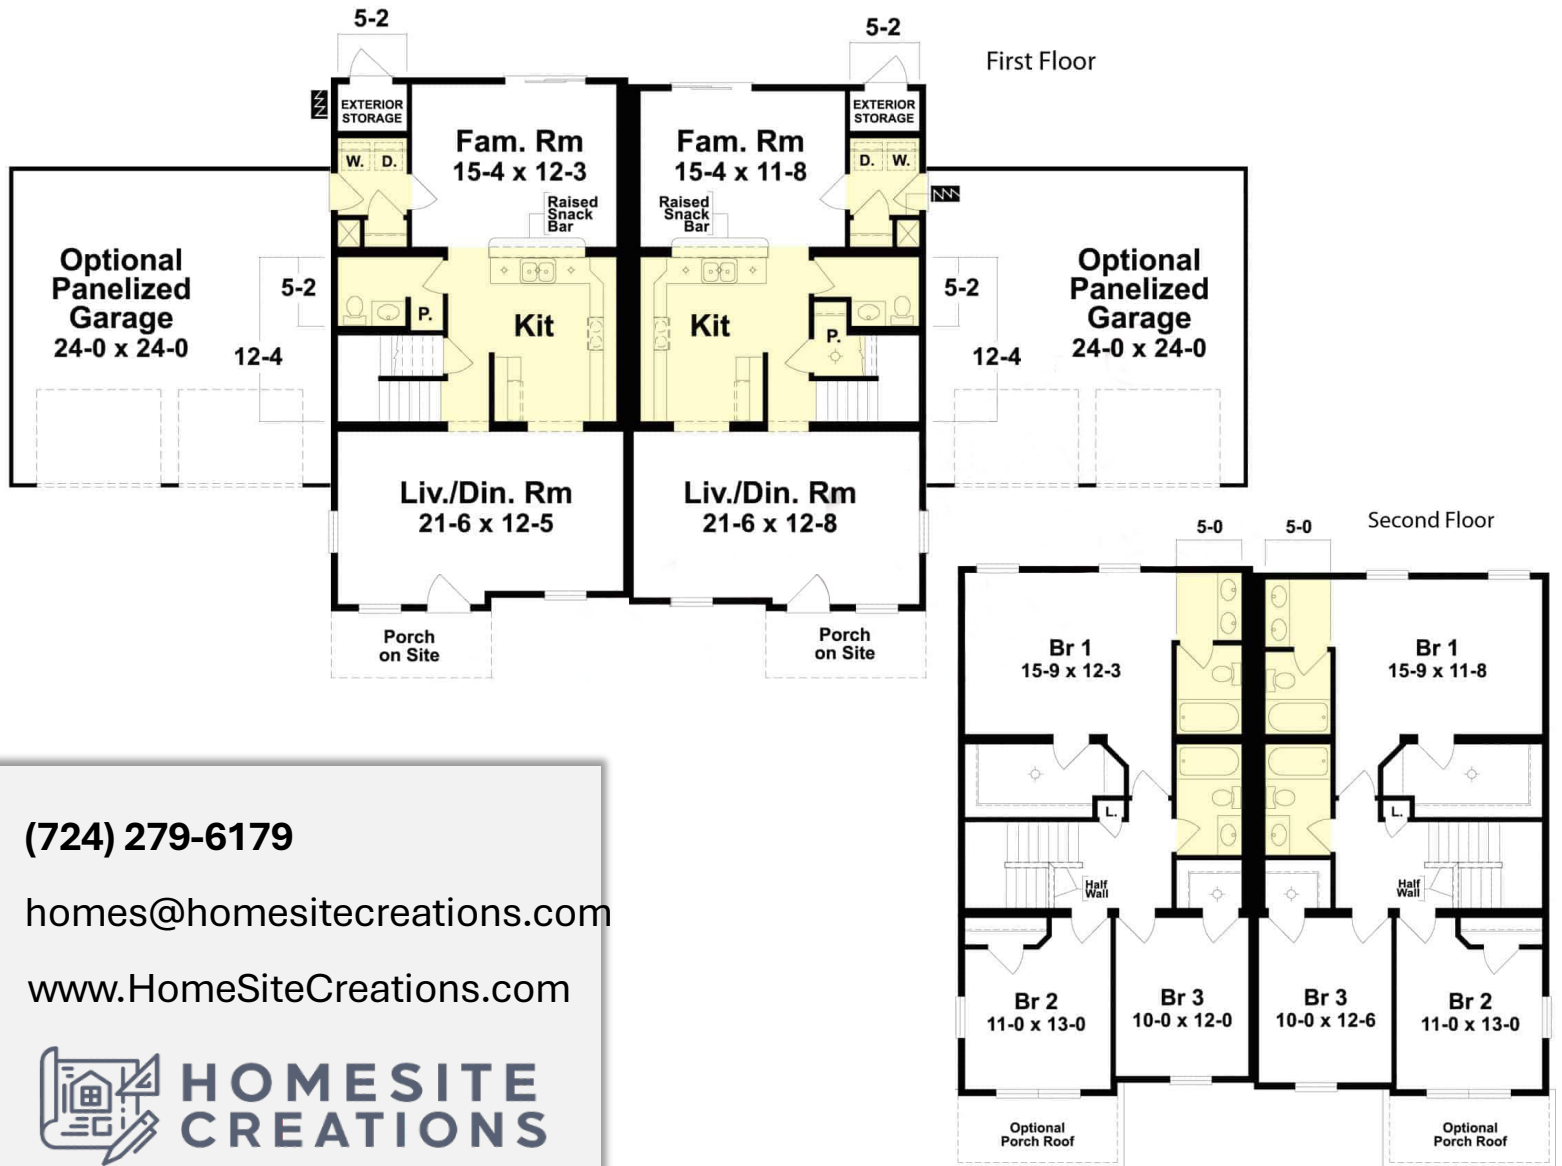 5-2
5-2
First Floor
EXTERIOR
STORAGE
Fam. Rm
15-4 x 12-3
Fam. Rm
15-4 x 11-8
EXTERIOR
STORAGE
W. D.
D. W.
Raised
Snack
Bar
Raised
Snack
Bar
Optional
Panelized
Garage
24-0 x 24-0
5-2
12-4
P.
Kit
Kit
P.
5-2
12-4
Optional
Panelized
Garage
24-0 x 24-0
Liv./Din. Rm
21-6 x 12-5
Liv./Din. Rm
21-6 x 12-8
Porch
on Site
Porch
on Site
5-0
5-0
Second Floor
Br 1
15-9 x 12-3
Br 1
15-9 x 11-8
L.
L.
Half
Wall
Half
Wall
Br 2
11-0 x 13-0
Br 3
10-0 x 12-0
Br 3
10-0 x 12-6
Br 2
11-0 x 13-0
Optional
Porch Roof
Optional
Porch Roof
(724) 279-6179
homes@homesitecreations.com
www.HomeSiteCreations.com
HOMESITE
CREATIONS